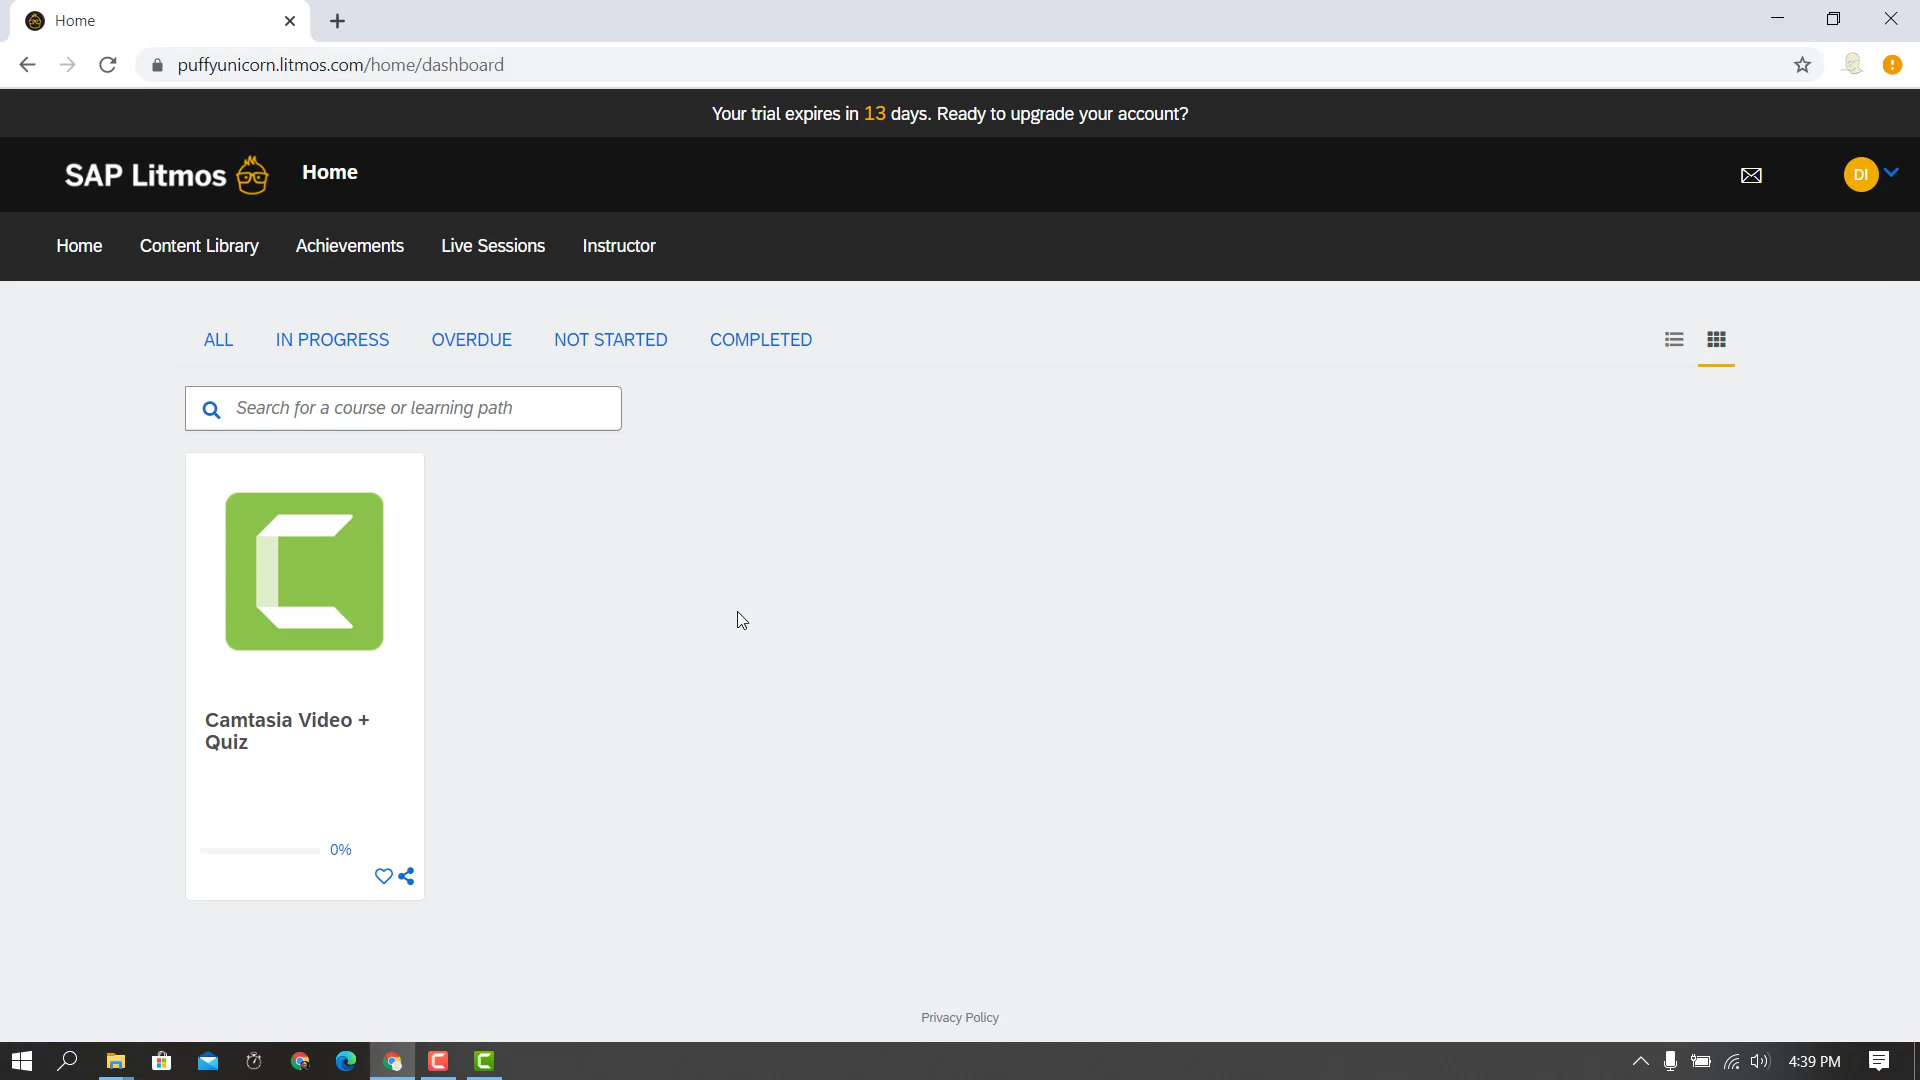 Home
puffyunicorn.litmos.com/home/dashboard
Your trial expires in 13 days. Ready to upgrade your account?
SAP Litmos
Home
DI
Home
Content Library
Achievements
Live Sessions
Instructor
ALL
IN PROGRESS
OVERDUE
NOT STARTED
COMPLETED
Search for a course or learning path
Camtasia Video +
Quiz
0%
Privacy Policy
4:39 PM